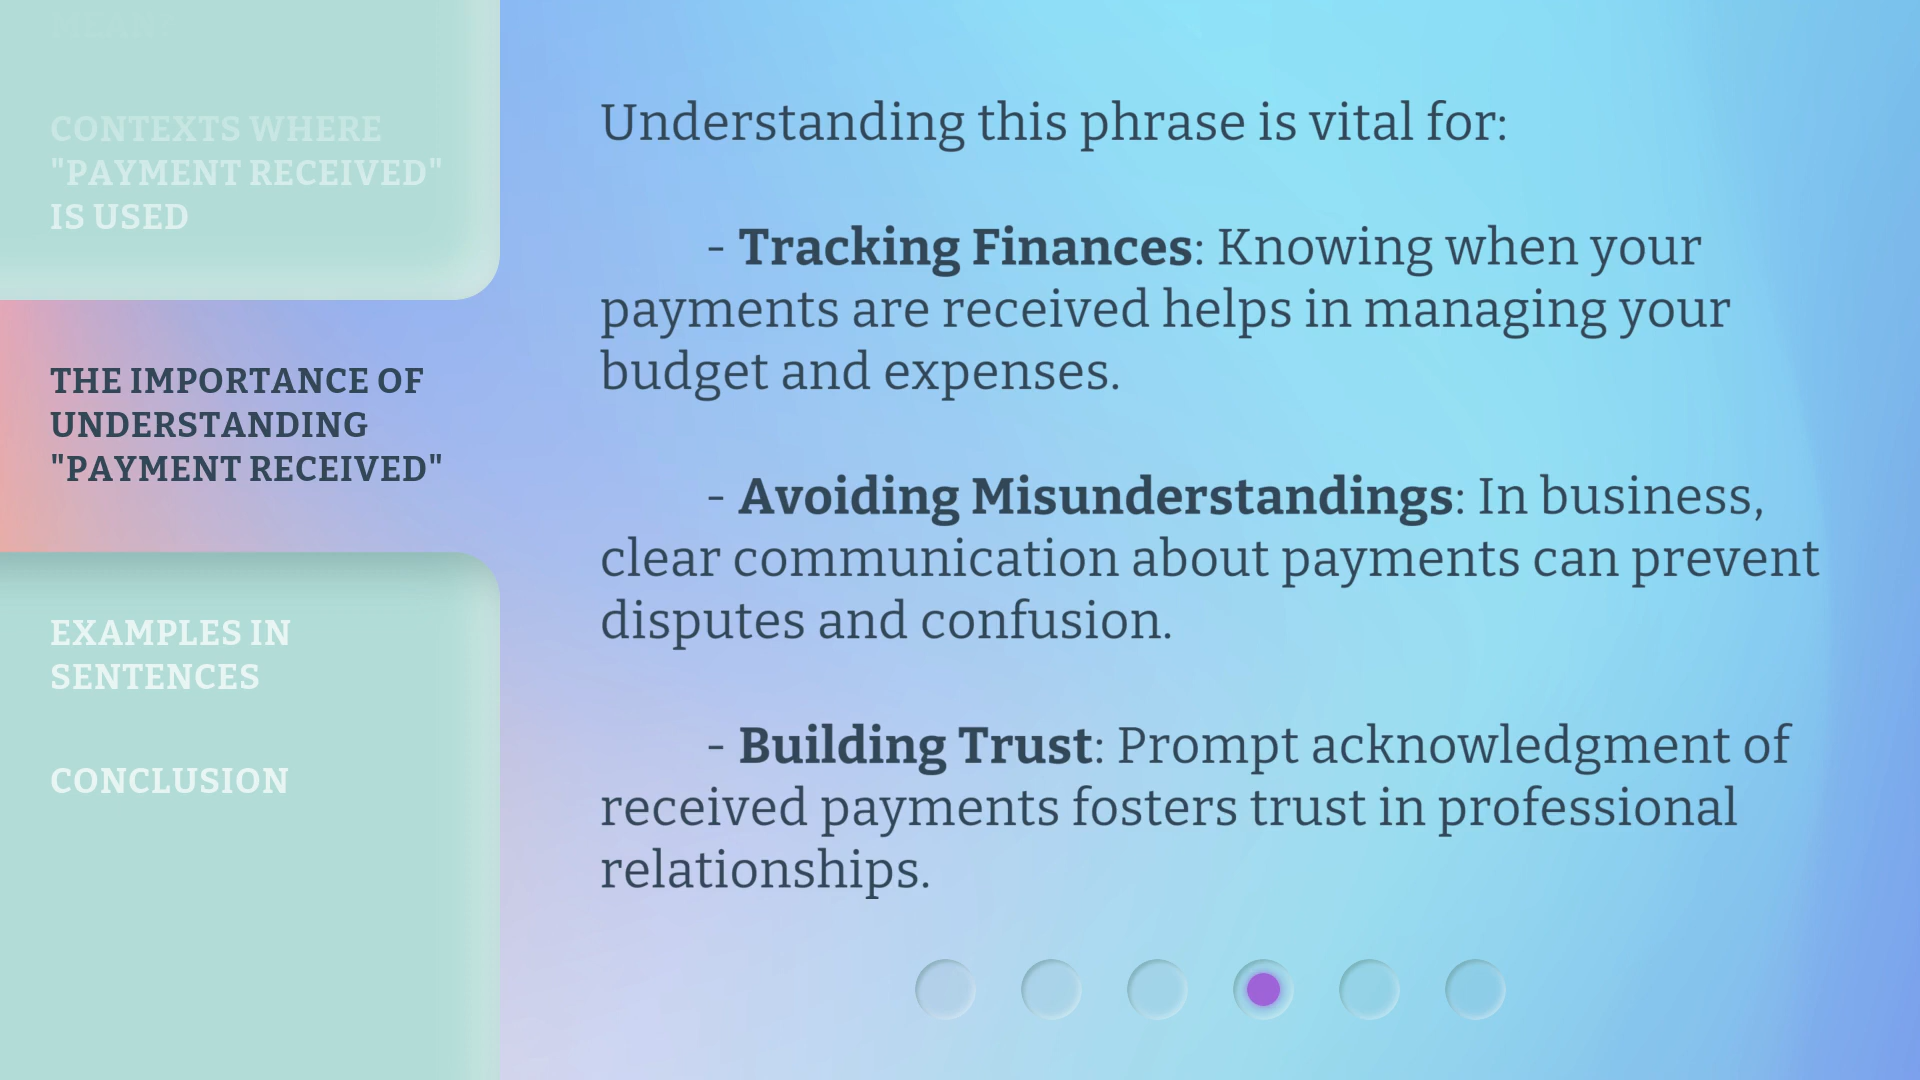 CONTEXTS WHERE
"PAYMENT RECEIVED"
IS USED
THE IMPORTANCE OF
UNDERSTANDING
"PAYMENT RECEIVED"
EXAMPLES IN
SENTENCES
CONCLUSION
Understanding this phrase is vital for:
- Tracking Finances: Knowing when your
payments are received helps in managing your
budget and expenses.
- Avoiding Misunderstandings: In business,
clear communication about payments can prevent
disputes and confusion.
- Building Trust: Prompt acknowledgment of
received payments fosters trust in professional
relationships.